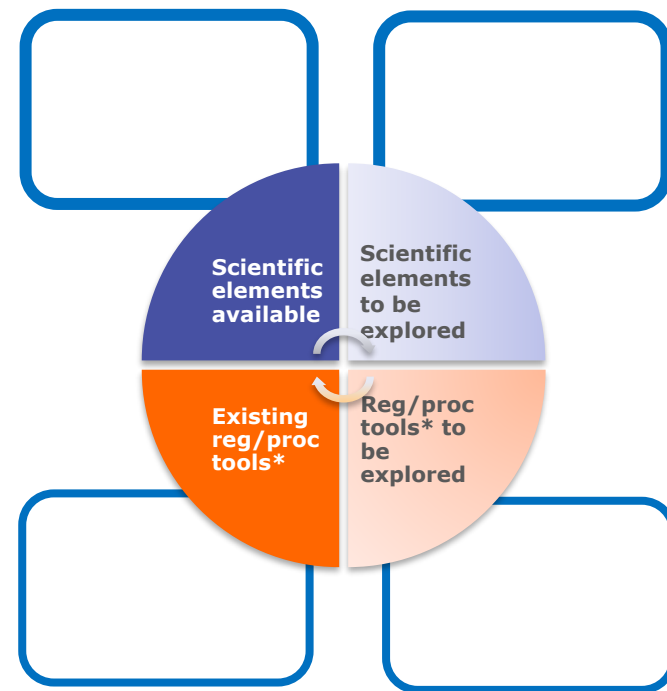 Scientific
elements
available
Scientific
elements
to be
explored
Existing
reg/proc
tools*
Reg/proc
tools* to
be
explored